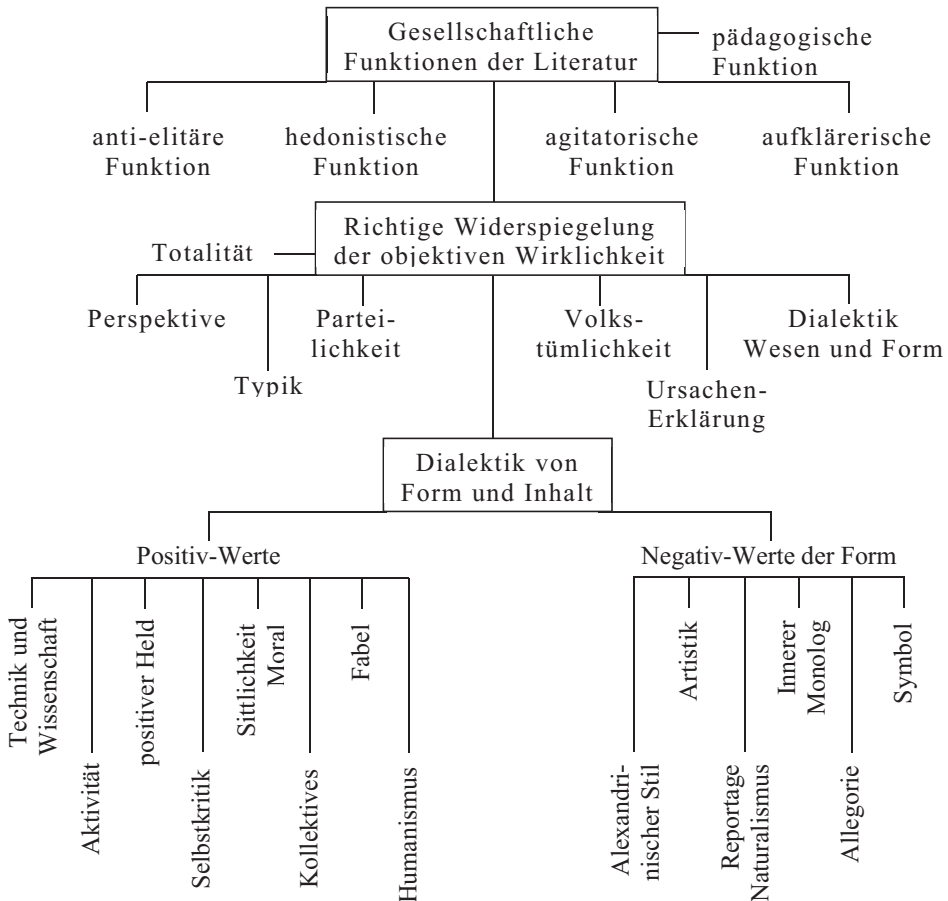 Gesellschaftliche
Funktionen der Literatur
pädagogische
Funktion
anti-elitäre
Funktion
hedonistische
Funktion
agitatorische
Funktion
aufklärerische
Funktion
Richtige Widerspiegelung
der objektiven Wirklichkeit
Totalität
Perspektive
Typik
Partei-
lichkeit
Volks-
tümlichkeit
Ursachen-
Erklärung
Dialektik
Wesen und Form
Dialektik von
Form und Inhalt
Positiv-Werte
Negativ-Werte der Form
Technik und
Wissenschaft
Aktivität
positiver Held
Selbstkritik
Sittlichkeit
Moral
Kollektives
Fabel
Humanismus
Alexandri-
nischer Stil
Artistik
Reportage
Naturalismus
Innerer
Monolog
Allegorie
Symbol